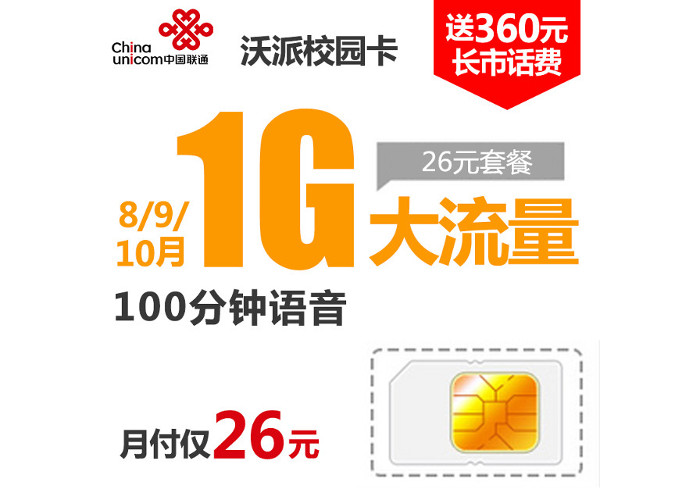 China
unicom中国联通
沃派校园卡
送360元
长市话费
26元套餐
8/9/
10月
1G
大流量
100分钟语音
月付仅26元